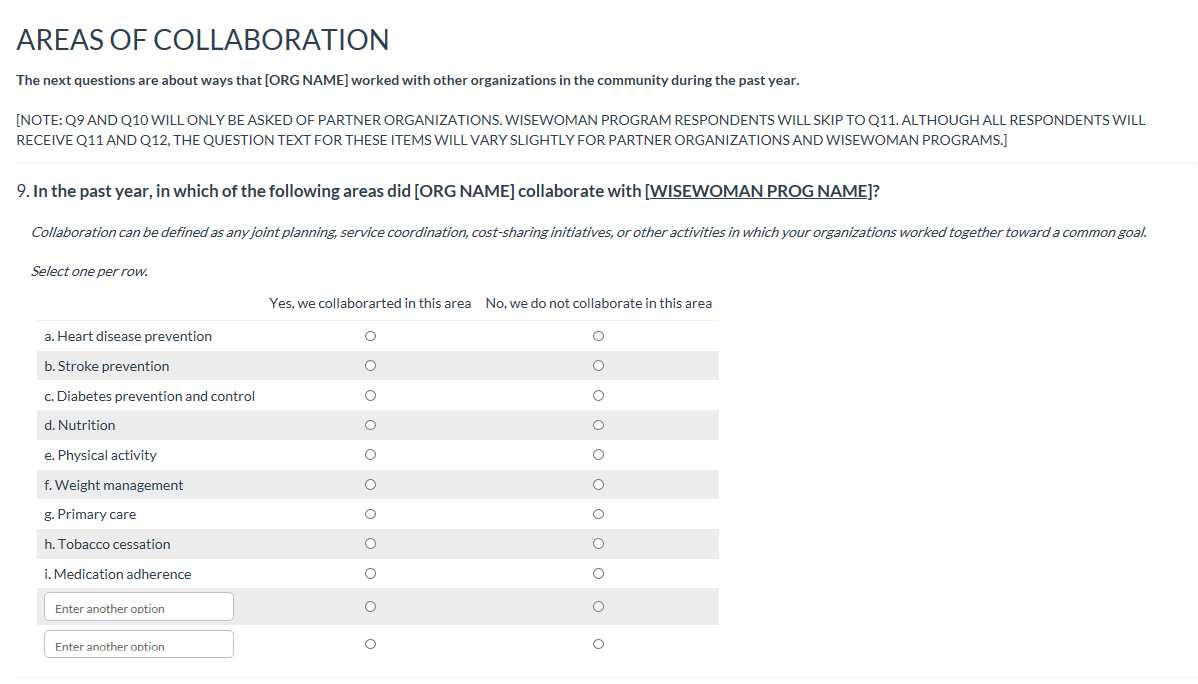 AREAS OF COLLABORATION
The next questions are about ways that [ORG NAME] worked with other organizations in the community during the past year.
[NOTE: Q9 AND Q10 WILL ONLY BE ASKED OF PARTNER ORGANIZATIONS. WISEWOMAN PROGRAM RESPONDENTS WILL SKIP TO Q11. ALTHOUGH ALL RESPONDENTS WILL
RECEIVE Q11 AND Q12, THE QUESTION TEXT FOR THESE ITEMS WILL VARY SLIGHTLY FOR PARTNER ORGANIZATIONS AND WISEWOMAN PROGRAMS.]
9. In the past year, in which of the following areas did [ORG NAME] collaborate with [WISEWOMAN PROG NAME]?
Collaboration can be defined as any joint planning, service coordination, cost-sharing initiatives, or other activities in which your organizations worked together toward a common goal.
Select one per row.
Yes, we collaborarted in this area No, we do not collaborate in this area
a. Heart disease prevention
b. Stroke prevention
c. Diabetes prevention and control
d. Nutrition
e. Physical activity
f. Weight management
g. Primary care
h. Tobacco cessation
i. Medication adherence
Enter another option
Enter another option